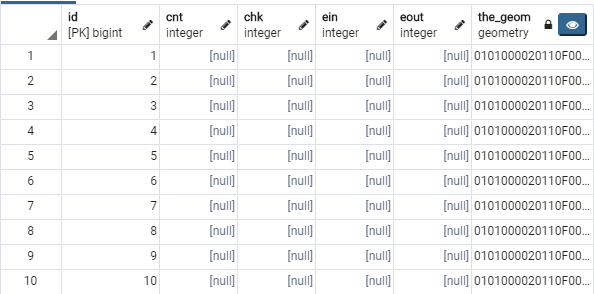 id cnt chk ein eout the_geom
[PK] bigint integer integer integer integer geometry
1 1 [null] [null] [null] [null] 0101000020110F00...
2 2 [null] [null] [null] [null] 0101000020110F00...
3 3 [null] [null] [null] [null] 0101000020110F00...
4 4 [null] [null] [null] [null] 0101000020110F00...
5 5 [null] [null] [null] [null] 0101000020110F00...
6 6 [null] [null] [null] [null] 0101000020110F00...
7 7 [null] [null] [null] [null] 0101000020110F00...
8 8 [null] [null] [null] [null] 0101000020110F00...
9 9 [null] [null] [null] [null] 0101000020110F00...
10 10 [null] [null] [null] [null] 0101000020110F00...